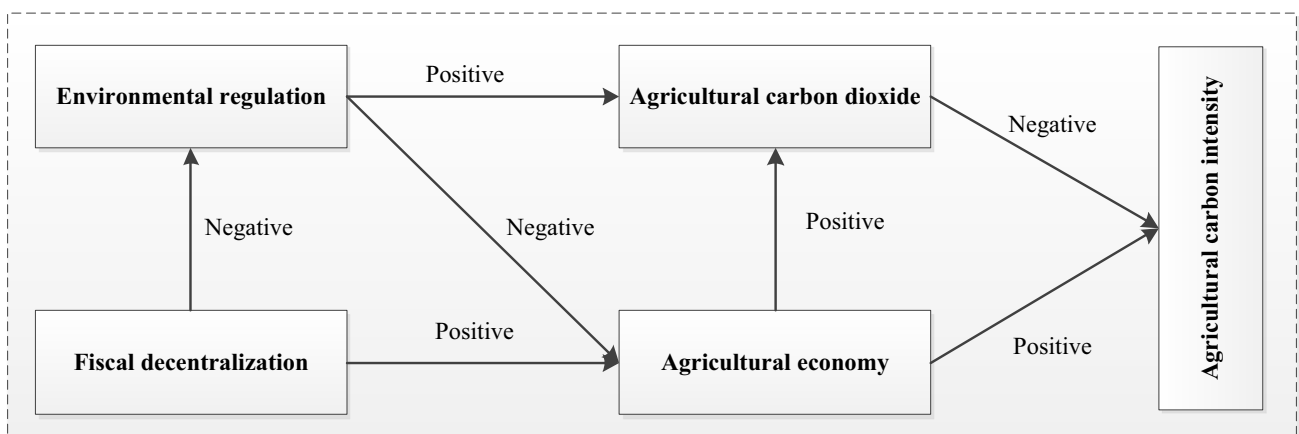 Environmental regulation
Positive
Agricultural carbon dioxide
Negative
Agricultural carbon intensity
Negative
Negative
Positive
Fiscal decentralization
Positive
Agricultural economy
Positive